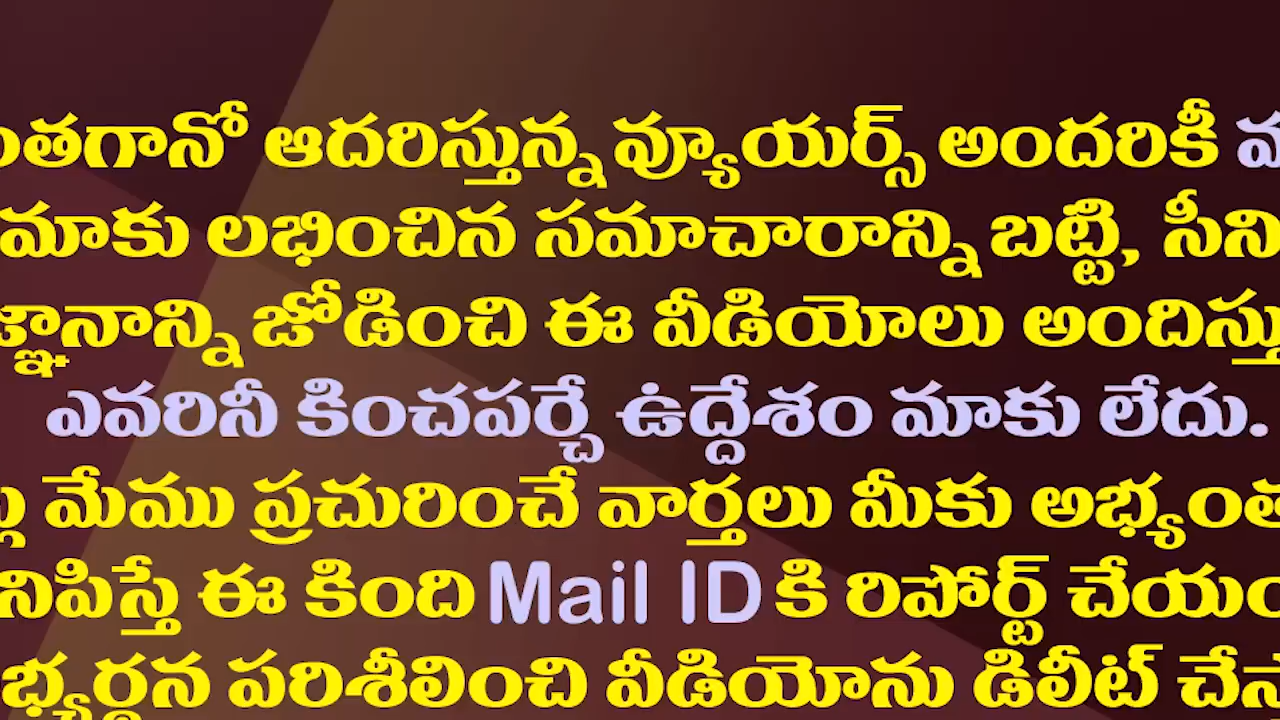 ఆదరిస్తున్న వ్యూయర్స్ అందరికీ
మాకు లభించిన సమాచారాన్ని బట్టి,
జోడించి ఈ వీడియోలు
ఎవరినీ కించపర్చే ఉద్దేశం మాకు లేదు.
మేము ప్రచురించే వార్తలు మీకు
ఈ కింది Mail ID కి రిపోర్ట్
పరిశీలించి వీడియోను డిలీట్